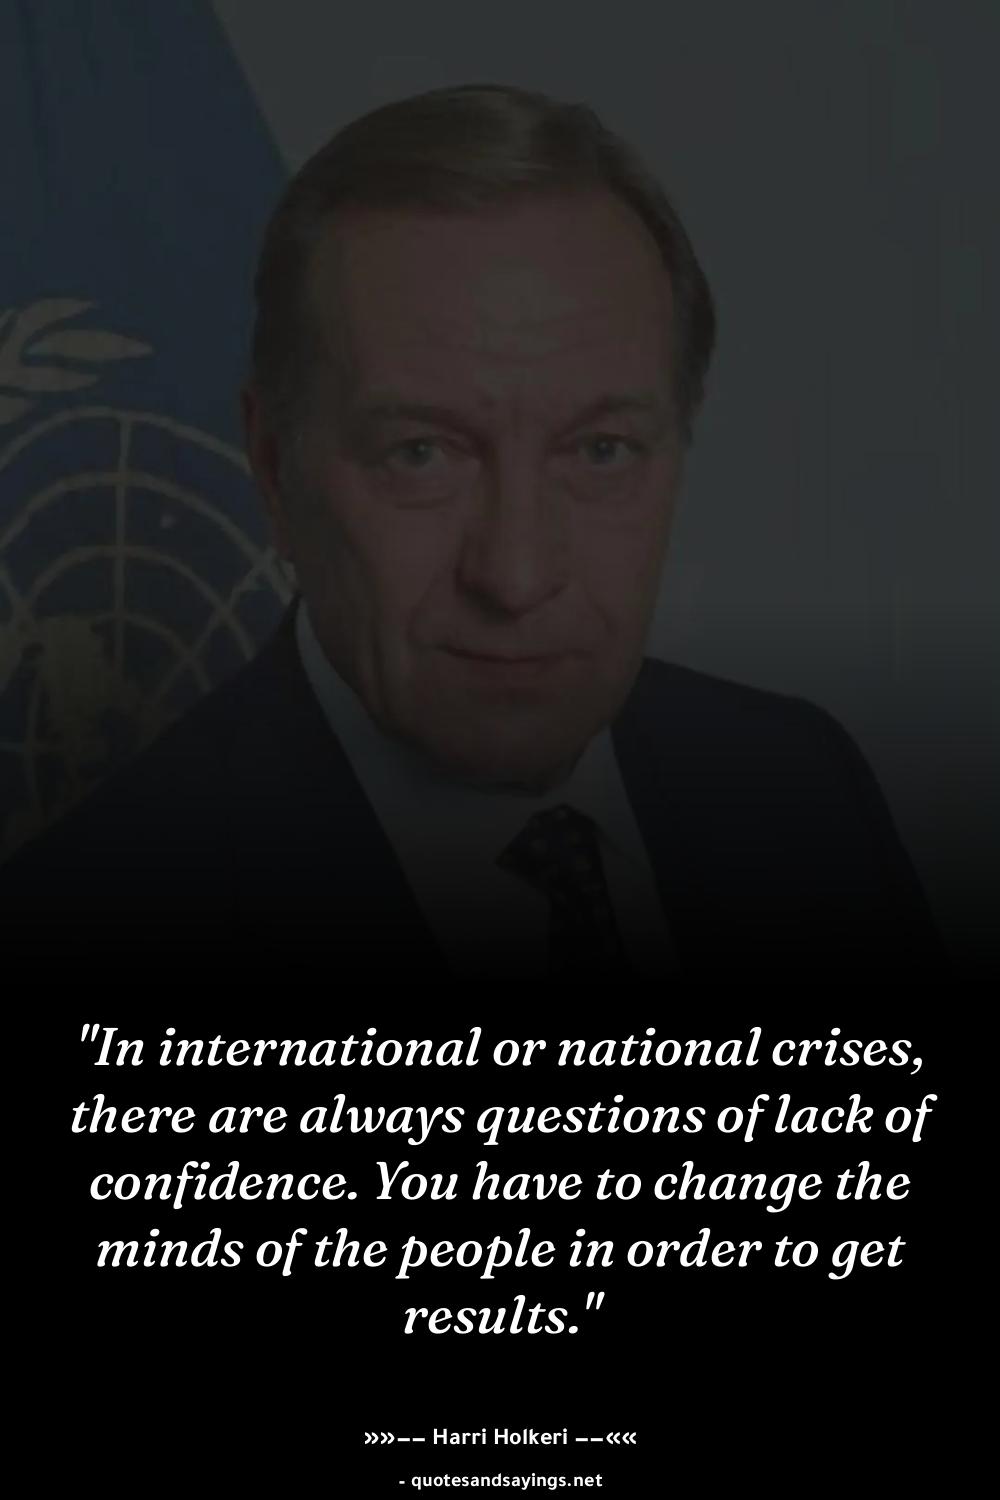 "In international or national crises,
there are always questions of lack of
confidence. You have to change the
minds of the people in order to get
results."
»»–– Harri Holkeri ––««
- quotesandsayings.net